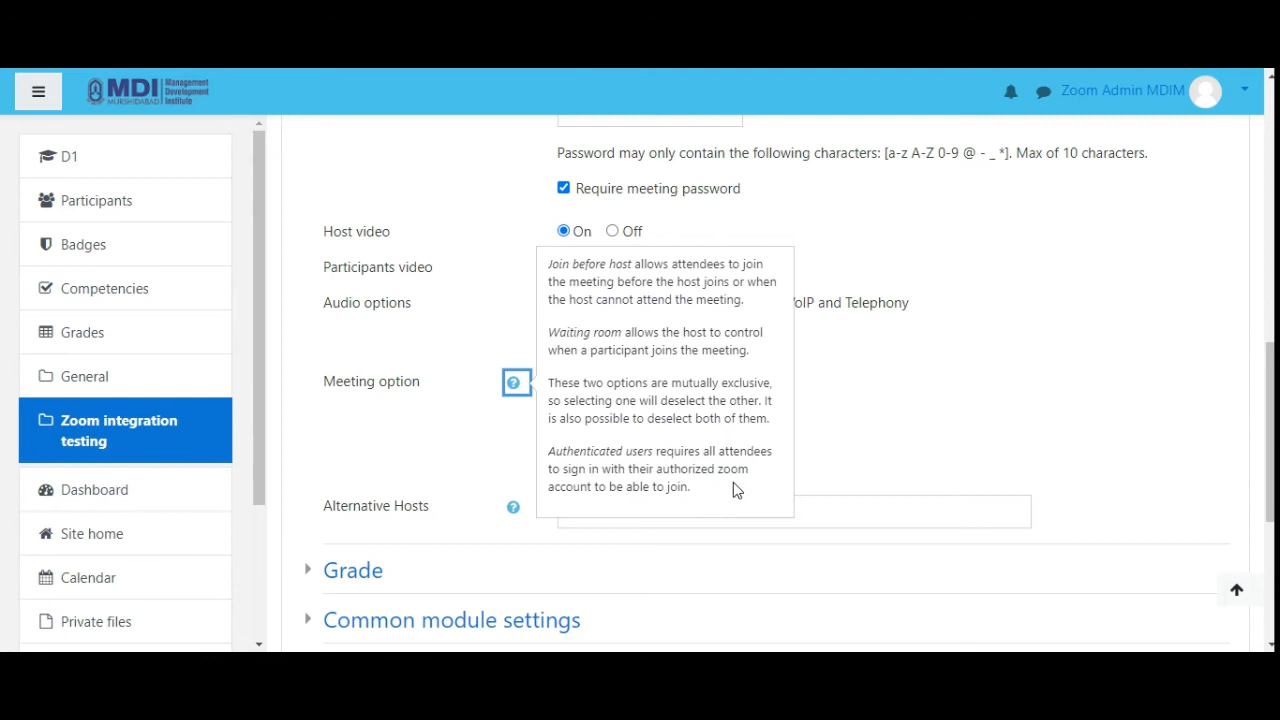 MDI
MURSHIDABAD
Management
Development
Institute
Zoom Admin MDIM
D1
Participants
Badges
Competencies
Grades
General
Zoom integration
testing
Dashboard
Site home
Calendar
Private files
Password may only contain the following characters: [a-z A-Z 0-9 @ - _ *]. Max of 10 characters.
Require meeting password
Host video
On Off
Participants video
Audio options
VoIP and Telephony
Meeting option
Join before host allows attendees to join
the meeting before the host joins or when
the host cannot attend the meeting.
Waiting room allows the host to control
when a participant joins the meeting.
These two options are mutually exclusive,
so selecting one will deselect the other. It
is also possible to deselect both of them.
Authenticated users requires all attendees
to sign in with their authorized zoom
account to be able to join.
Alternative Hosts
Grade
Common module settings